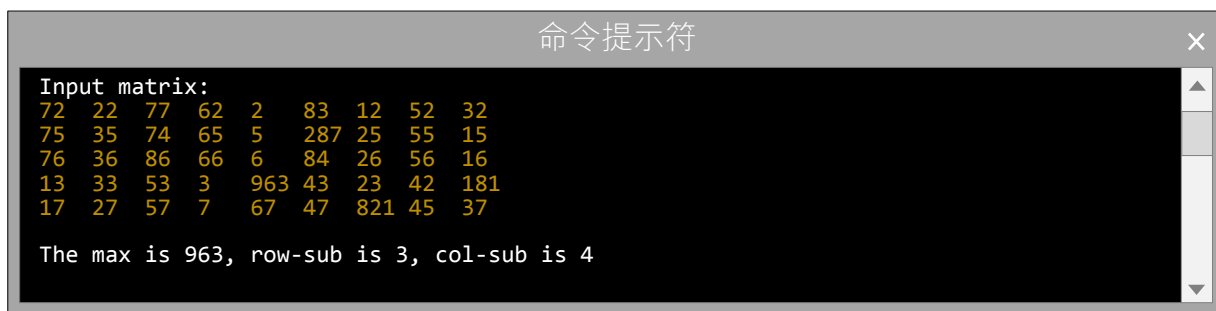 命令提示符
Input matrix:
72 22 77 62 2 83 12 52 32
75 35 74 65 5 287 25 55 15
76 36 86 66 6 84 26 56 16
13 33 53 3 963 43 23 42 181
17 27 57 7 67 47 821 45 37
The max is 963, row-sub is 3, col-sub is 4